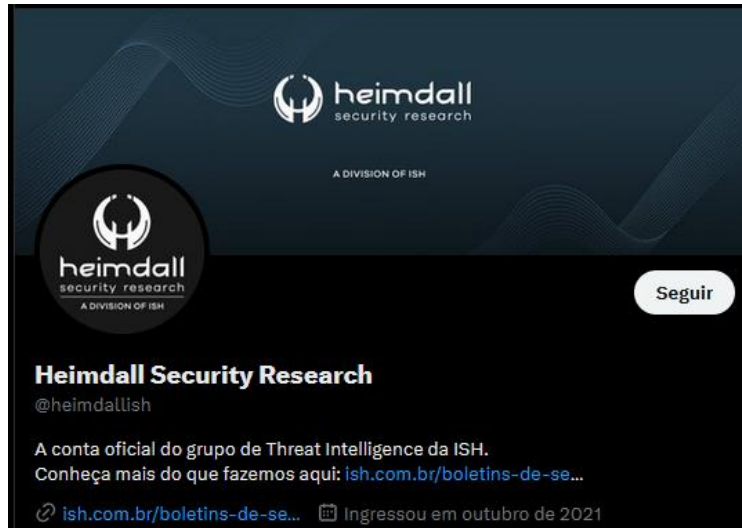 heimdall
security research
A DIVISION OF ISH
heimdall
security research
A DIVISION OF ISH
Seguir
Heimdall Security Research
@heimdallish
A conta oficial do grupo de Threat Intelligence da ISH.
Conheça mais do que fazemos aqui: ish.com.br/boletins-de-se...
ish.com.br/boletins-de-se... Ingressou em outubro de 2021